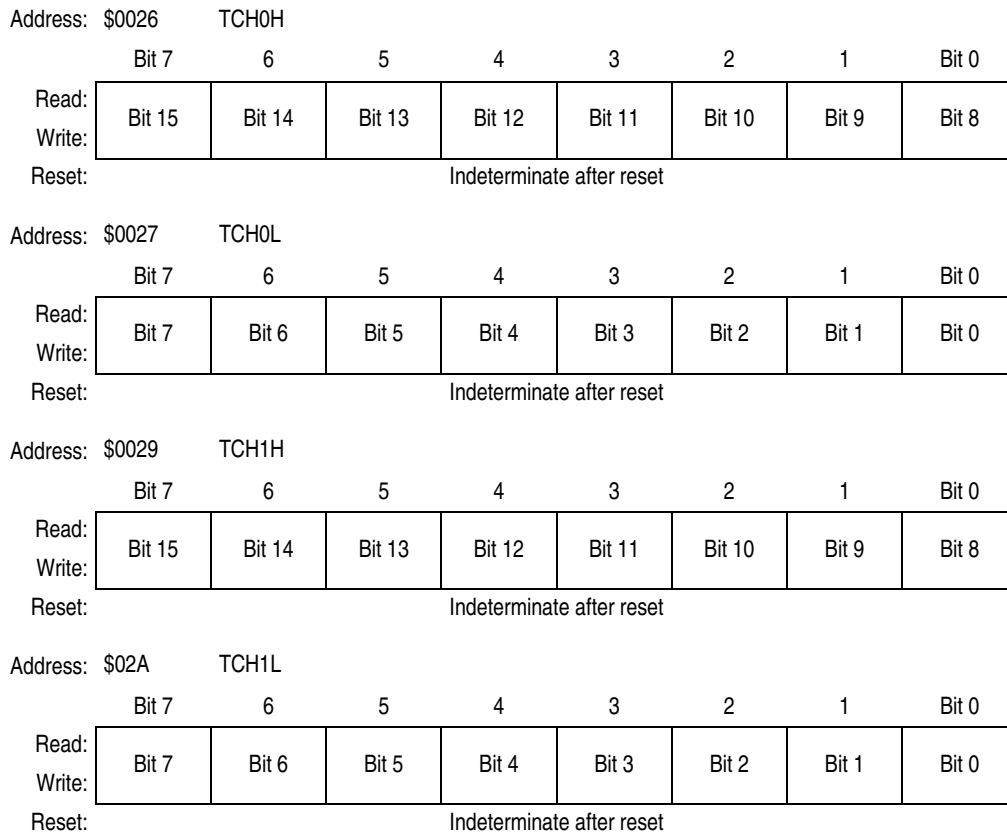 Address: $0026 TCH0H
Bit 7 6 5 4 3 2 1 Bit 0
Read:
Bit 15 Bit 14 Bit 13 Bit 12 Bit 11 Bit 10 Bit 9 Bit 8
Write:
Reset: Indeterminate after reset
Address: $0027 TCH0L
Bit 7 6 5 4 3 2 1 Bit 0
Read:
Bit 7 Bit 6 Bit 5 Bit 4 Bit 3 Bit 2 Bit 1 Bit 0
Write:
Reset: Indeterminate after reset
Address: $0029 TCH1H
Bit 7 6 5 4 3 2 1 Bit 0
Read:
Bit 15 Bit 14 Bit 13 Bit 12 Bit 11 Bit 10 Bit 9 Bit 8
Write:
Reset: Indeterminate after reset
Address: $02A TCH1L
Bit 7 6 5 4 3 2 1 Bit 0
Read:
Bit 7 Bit 6 Bit 5 Bit 4 Bit 3 Bit 2 Bit 1 Bit 0
Write:
Reset: Indeterminate after reset